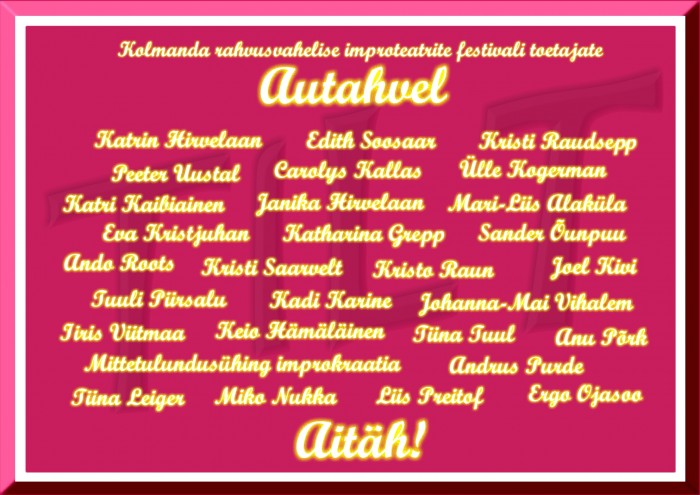 Kolmanda rahvusvahelise improteatrite festivali toetajate
Autahvel
Katrin Hirvelaan Edith Soosaar Kristi Raudsepp
Peeter Uustal Carolys Kallas Ülle Kogerman
Katri Kaibiainen Janika Hirvelaan Mari-Liis Alaküla
Eva Kristjuhan Katharina Grepp Sander Õunpuu
Ando Roots Kristi Saarvelt Kristo Raun Joel Kivi
Tuuli Piirsalu Kadi Karine Johanna-Mai Vihalem
Iiris Viitmaa Keio Hämäläinen Tiina Tuul Anu Põrk
Mittetulundusühing improkraatia Andrus Purde
Tiina Leiger Miko Nukka Liis Preitof Ergo Ojasoo
Aitäh!
TILT